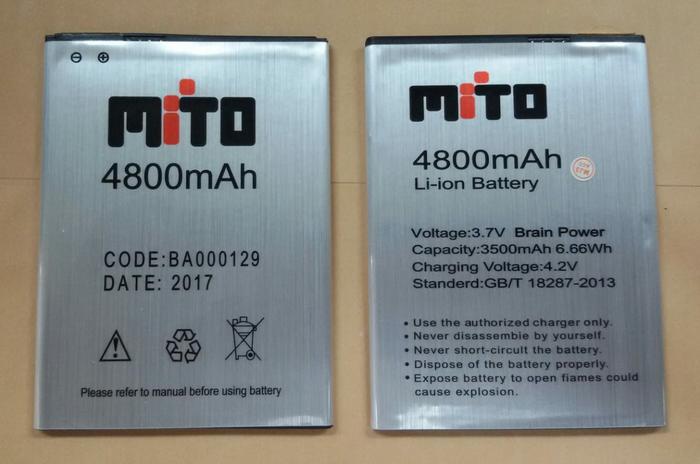 MiTO
4800mAh
CODE:BA000129
DATE: 2017
Please refer to manual before using battery
MiTO
4800mAh
Li-ion Battery
Voltage:3.7V Brain Power
Capacity:3500mAh 6.66Wh
Charging Voltage:4.2V
Standerd:GB/T 18287-2013
• Use the authorized charger only.
• Never disassemble by yourself.
• Never short-circult the battery.
• Dispose of the battery properly.
• Expose battery to open fiames could
cause explosion.